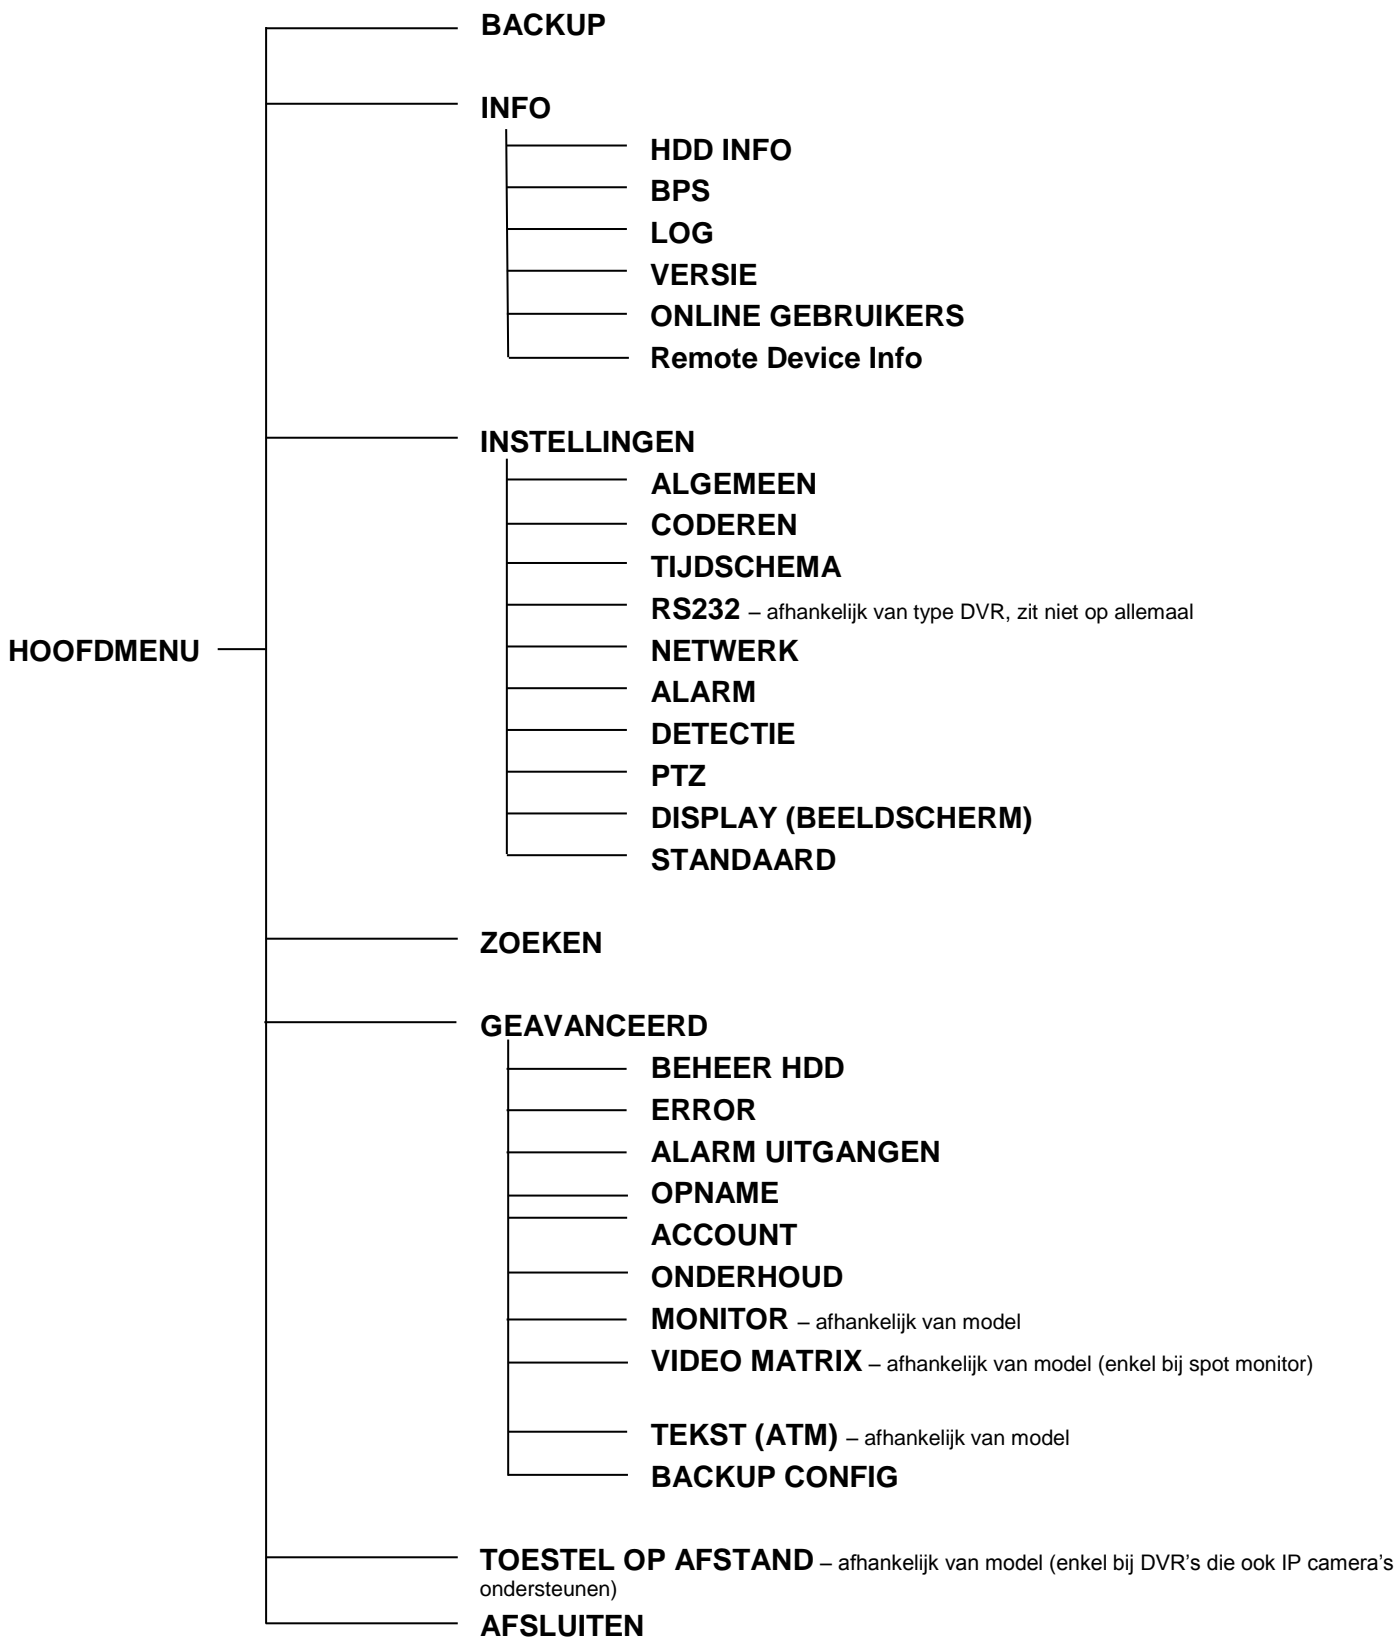 BACKUP
INFO
HDD INFO
BPS
LOG
VERSIE
ONLINE GEBRUIKERS
Remote Device Info
INSTELLINGEN
ALGEMEEN
CODEREN
TIJDSCHEMA
RS232 – afhankelijk van type DVR, zit niet op allemaal
HOOFDMENU
NETWERK
ALARM
DETECTIE
PTZ
DISPLAY (BEELDSCHERM)
STANDAARD
ZOEKEN
GEAVANCEERD
BEHEER HDD
ERROR
ALARM UITGANGEN
OPNAME
ACCOUNT
ONDERHOUD
MONITOR – afhankelijk van model
VIDEO MATRIX – afhankelijk van model (enkel bij spot monitor)
TEKST (ATM) – afhankelijk van model
BACKUP CONFIG
TOESTEL OP AFSTAND – afhankelijk van model (enkel bij DVR’s die ook IP camera’s
ondersteunen)
AFSLUITEN